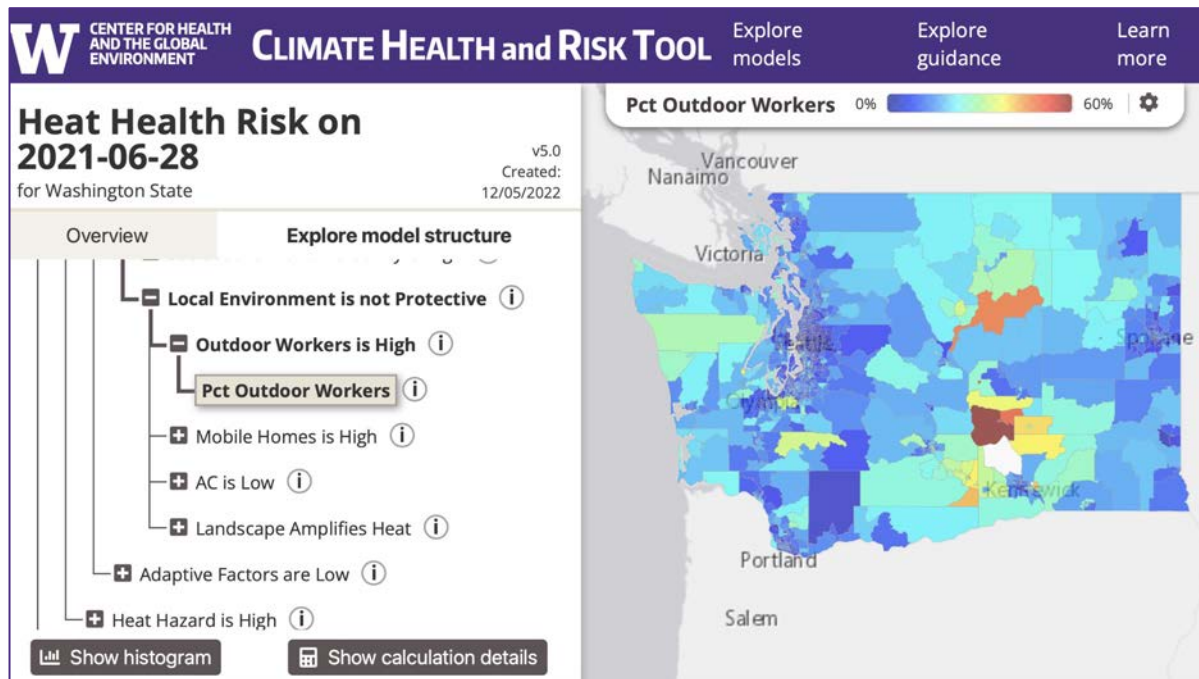 W CENTER FOR HEALTH
AND THE GLOBAL
ENVIRONMENT
CLIMATE HEALTH and RISK TOOL
Explore
models
Explore
guidance
Learn
more
Heat Health Risk on
2021-06-28
for Washington State
v5.0
Created:
12/05/2022
Overview
Explore model structure
Local Environment is not Protective i
Outdoor Workers is High i
Pct Outdoor Workers i
Mobile Homes is High i
AC is Low i
Landscape Amplifies Heat i
Adaptive Factors are Low i
Heat Hazard is High i
Show histogram
Show calculation details
Pct Outdoor Workers 0% 60%
Vancouver
Nanaimo
Victoria
Seattle
Spokane
Olympia
Kennewick
Portland
Salem